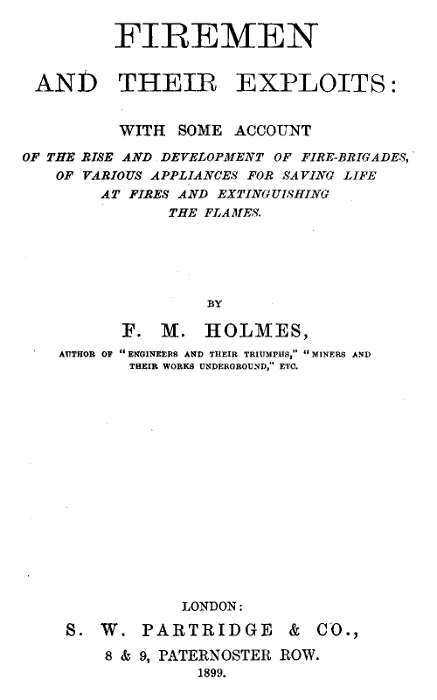 FIREMEN
AND THEIR EXPLOITS:
WITH SOME ACCOUNT
OF THE RISE AND DEVELOPMENT OF FIRE-BRIGADES,
OF VARIOUS APPLIANCES FOR SAVING LIFE
AT FIRES AND EXTINGUISHING
THE FLAMES.
BY
F. M. HOLMES,
AUTHOR OF "ENGINEERS AND THEIR TRIUMPHS," "MINERS AND
THEIR WORKS UNDERGROUND," ETC.
LONDON:
S. W. PARTRIDGE & CO.,
8 & 9, PATERNOSTER ROW.
1899.